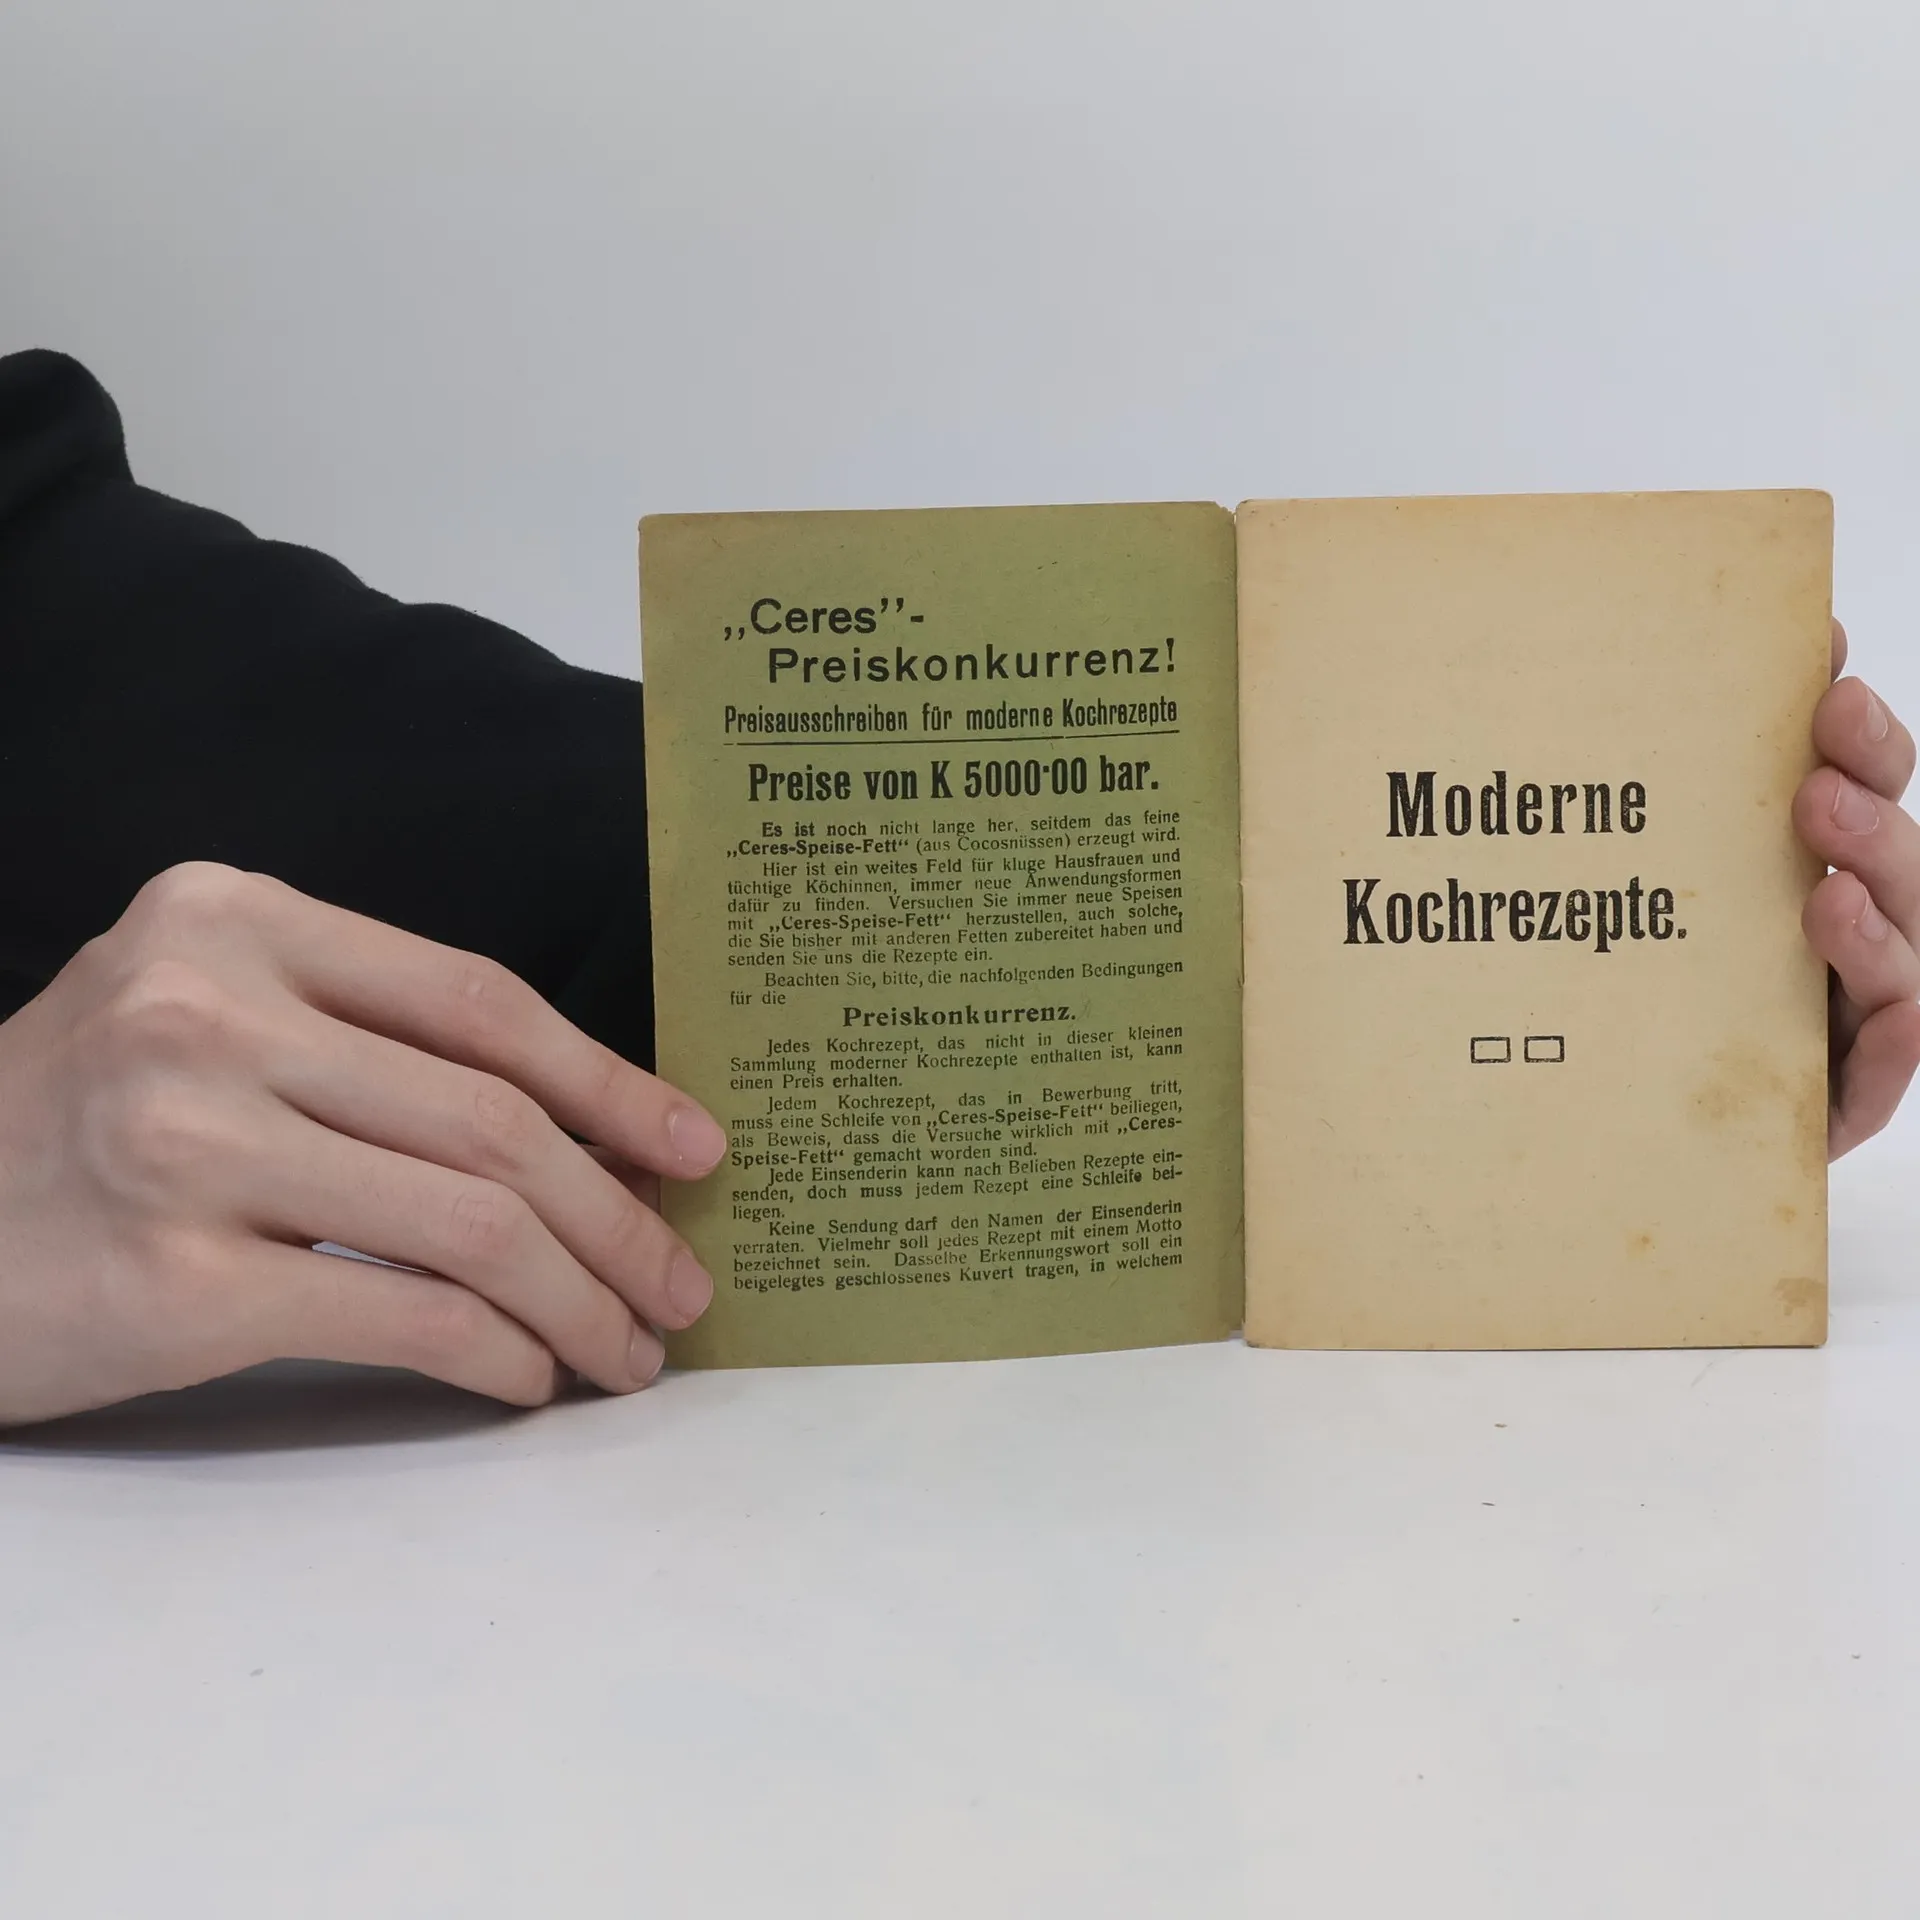 „Ceres”-
Preiskonkurrenz!
Preisausschreiben für moderne Kochrezepte
Preise von K 5000·00 bar.
Es ist noch nicht lange her, seitdem das feine
„Ceres-Speise-Fett“ (aus Cocosnüssen) erzeugt wird.
Hier ist ein weites Feld für kluge Hausfrauen und
tüchtige Köchinnen, immer neue Anwendungsformen
dafür zu finden. Versuchen Sie immer neue Speisen
mit „Ceres-Speise-Fett“ herzustellen, auch solche,
die Sie bisher mit anderen Fetten zubereitet haben und
senden Sie uns die Rezepte ein.
Beachten Sie, bitte, die nachfolgenden Bedingungen
für die
Preiskonkurrenz.
Jedes Kochrezept, das nicht in dieser kleinen
Sammlung moderner Kochrezepte enthalten ist, kann
einen Preis erhalten.
Jedem Kochrezept, das in Bewerbung tritt,
muss eine Schleife von „Ceres-Speise-Fett“ beiliegen,
als Beweis, dass die Versuche wirklich mit „Ceres-
Speise-Fett“ gemacht worden sind.
Jede Einsenderin kann nach Belieben Rezepte ein-
senden, doch muss jedem Rezept eine Schleife bei-
liegen.
Keine Sendung darf den Namen der Einsenderin
verraten. Vielmehr soll jedes Rezept mit einem Motto
bezeichnet sein. Dasselbe Erkennungswort soll ein
beigelegtes geschlossenes Kuvert tragen, in welchem
Moderne
Kochrezepte.